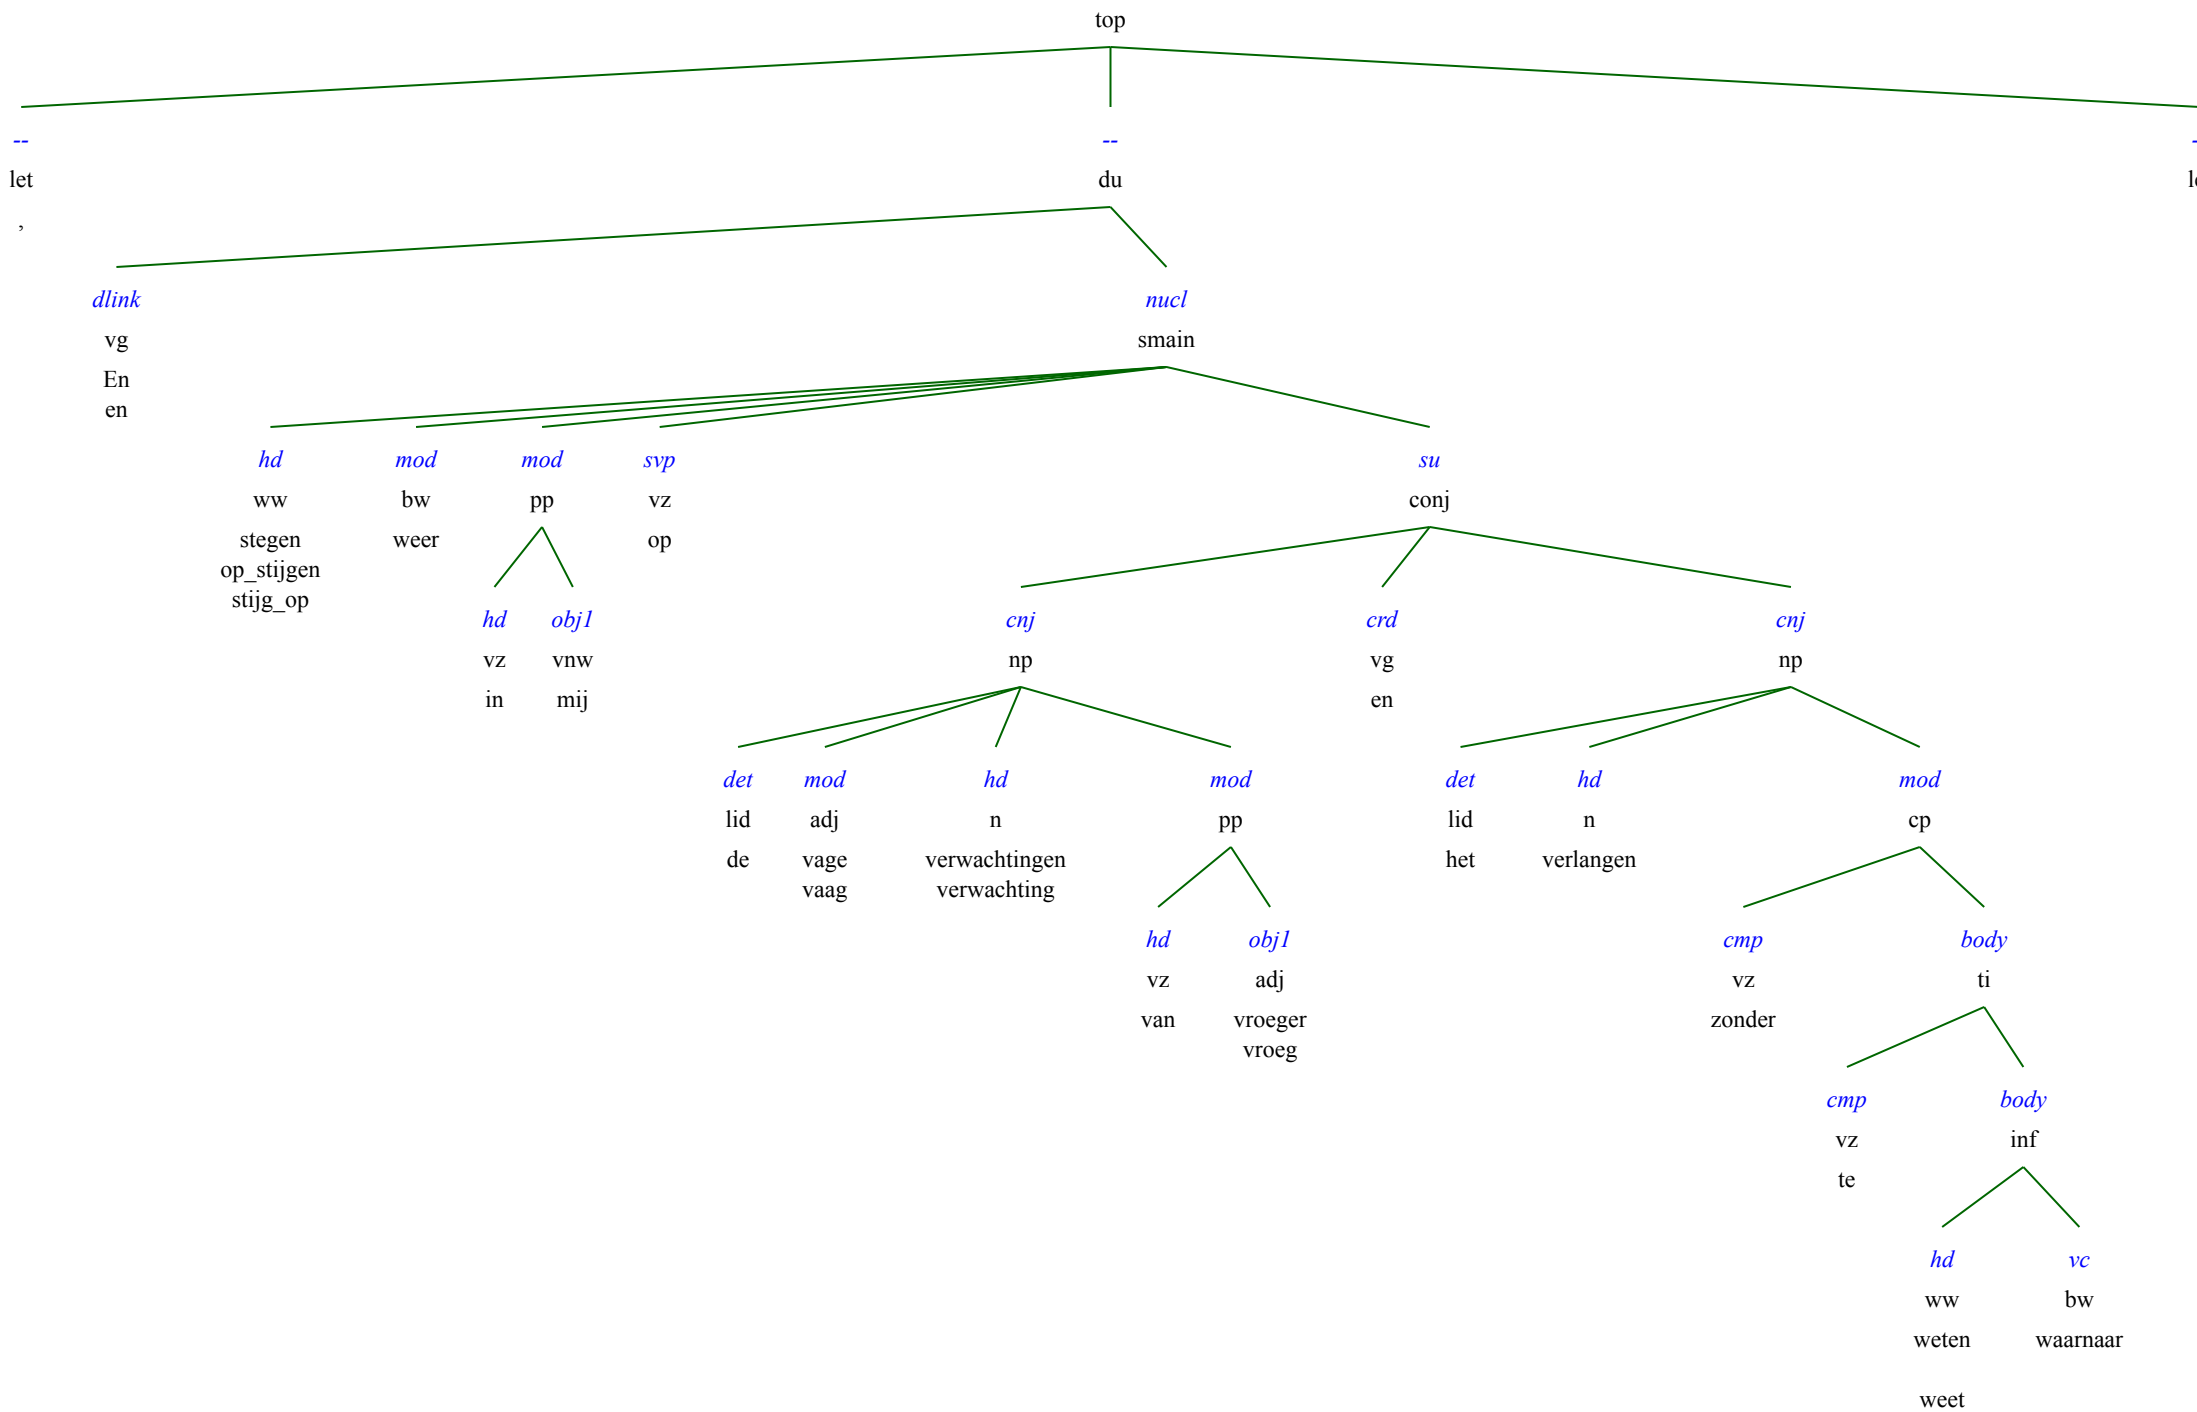 top
-- -- -
let du le
,
dlink nucl
vg smain
En
en
hd mod mod svp su
ww bw pp vz conj
stegen weer op
op_stijgen
stijg_op
hd obj1 cnj crd cnj
vz vnw np vg np
in mij en
det mod hd mod det hd mod
lid adj n pp lid n cp
de vage verwachtingen het verlangen
vaag verwachting
hd obj1 cmp body
vz adj vz ti
van vroeger zonder
vroeg
cmp body
vz inf
te
hd vc
ww bw
weten waarnaar
weet